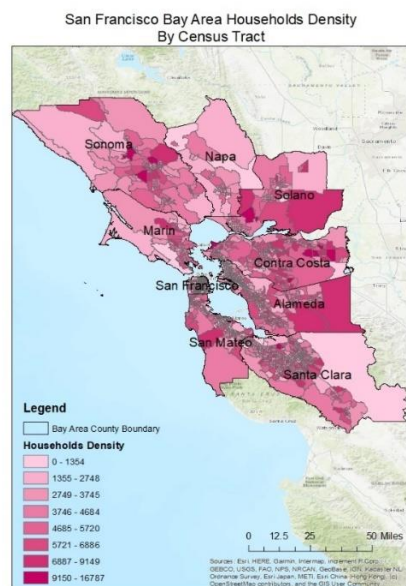 San Francisco Bay Area Households Density
By Census Tract
Sonoma
Napa
Solano
Marin
Contra Costa
San Francisco
Alameda
San Mateo
Santa Clara
Legend
Bay Area County Boundary
Households Density
0 - 1354
1355 - 2748
2749 - 3745
3746 - 4684
4685 - 5720
5721 - 6886
6887 - 9149
9150 - 16787
0 12.5 25 50 Miles
Sources: Esri, HERE, Garmin, Intermap, increment P Corp.,
GEBCO, USGS, FAO, NPS, NRCAN, GeoBase, IGN, Kadaster NL,
Ordnance Survey, Esri Japan, METI, Esri China (Hong Kong), (c)
OpenStreetMap contributors, and the GIS User Community